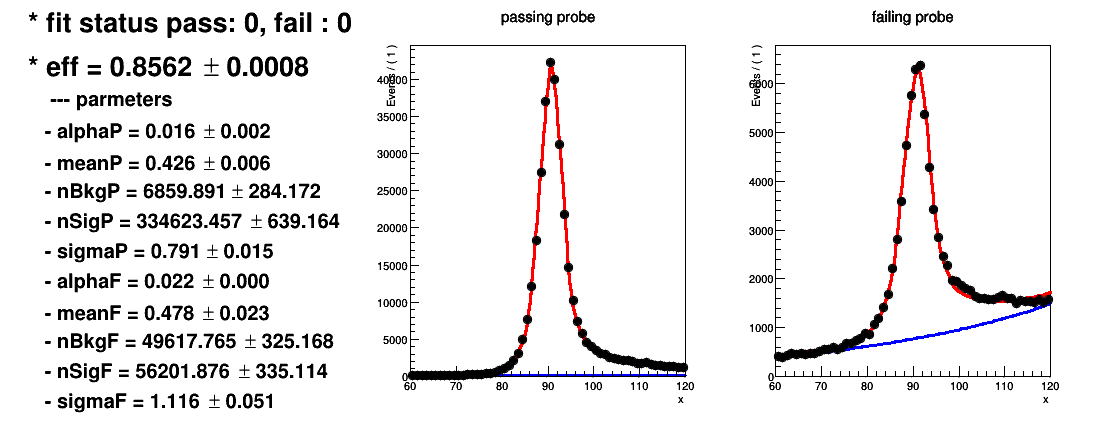 * fit status pass: 0, fail : 0
* eff = 0.8562 ± 0.0008
--- parmeters
- alphaP = 0.016 ± 0.002
- meanP = 0.426 ± 0.006
- nBkgP = 6859.891 ± 284.172
- nSigP = 334623.457 ± 639.164
- sigmaP = 0.791 ± 0.015
- alphaF = 0.022 ± 0.000
- meanF = 0.478 ± 0.023
- nBkgF = 49617.765 ± 325.168
- nSigF = 56201.876 ± 335.114
- sigmaF = 1.116 ± 0.051
passing probe
Events / ( 1 )
40000
35000
30000
25000
20000
15000
10000
5000
0
60 70 80 90 100 110 120
x
failing probe
Events / ( 1 )
6000
5000
4000
3000
2000
1000
0
60 70 80 90 100 110 120
x